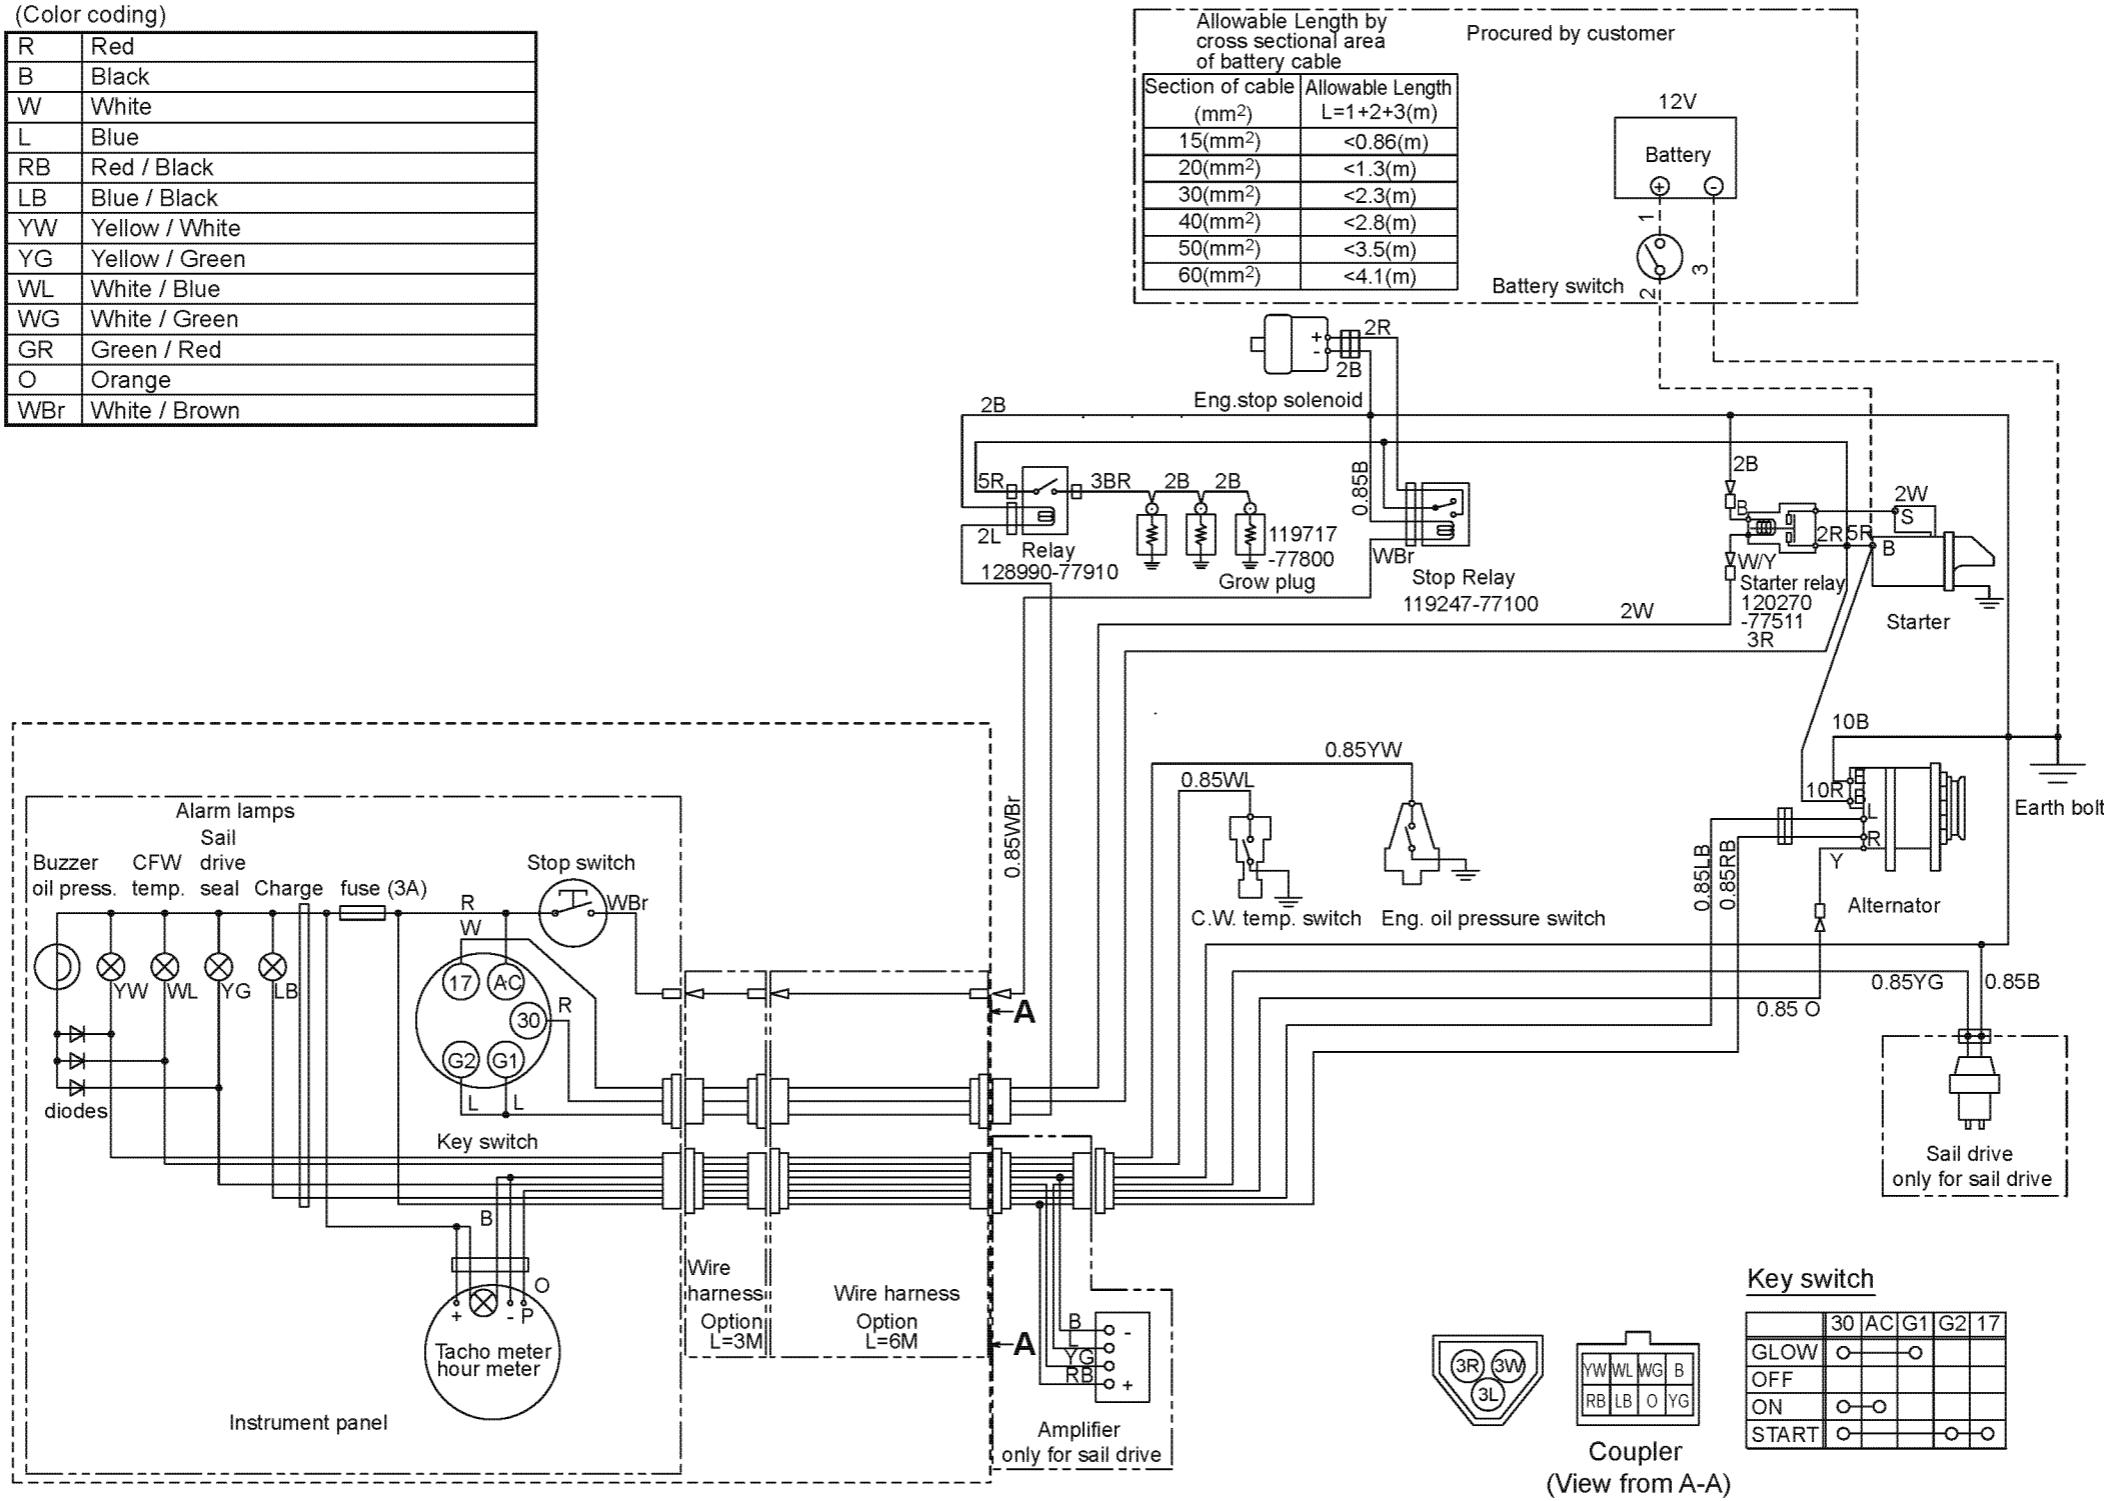 (Color coding)
R Red
B Black
W White
L Blue
RB Red / Black
LB Blue / Black
YW Yellow / White
YG Yellow / Green
WL White / Blue
WG White / Green
GR Green / Red
O Orange
WBr White / Brown
Allowable Length by
cross sectional area
of battery cable
Procured by customer
Section of cable Allowable Length
(mm2) L=1+2+3(m)
15(mm2) <0.86(m)
20(mm2) <1.3(m)
30(mm2) <2.3(m)
40(mm2) <2.8(m)
50(mm2) <3.5(m)
60(mm2) <4.1(m)
12V
Battery
+ -
1
2
3
Battery switch
+
-
2R
2B
Eng.stop solenoid
2B
5R
2L
3BR
2B
2B
Relay
128990-77910
119717
-77800
Grow plug
0.85B
WBr
Stop Relay
119247-77100
2B
B
W/Y
2R
5R
2W
S
B
Starter relay
120270
-77511
3R
2W
Starter
10B
E
B
10R
L
R
Y
Alternator
Earth bolt
0.85YW
0.85WL
C.W. temp. switch
Eng. oil pressure switch
0.85WBr
0.85LB
0.85RB
0.85YG
0.85B
0.85 O
Sail drive
only for sail drive
Alarm lamps
Buzzer
oil press.
CFW
temp.
Sail
drive
seal
Charge
fuse (3A)
Stop switch
WBr
R
W
YW
WL
YG
LB
17
AC
30
R
G2
G1
L
L
diodes
Key switch
B
O
+
- P
Tacho meter
hour meter
Instrument panel
A
A
Wire
harness
Option
L=3M
Wire harness
Option
L=6M
B -
L
YG
RB +
Amplifier
only for sail drive
3R 3W
3L
YW WL WG B
RB LB O YG
Coupler
(View from A-A)
Key switch
30 AC G1 G2 17
GLOW
OFF
ON
START